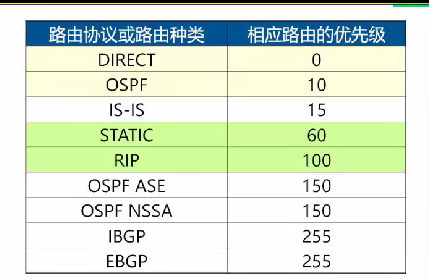 路由协议或路由种类 相应路由的优先级
DIRECT 0
OSPF 10
IS-IS 15
STATIC 60
RIP 100
OSPF ASE 150
OSPF NSSA 150
IBGP 255
EBGP 255